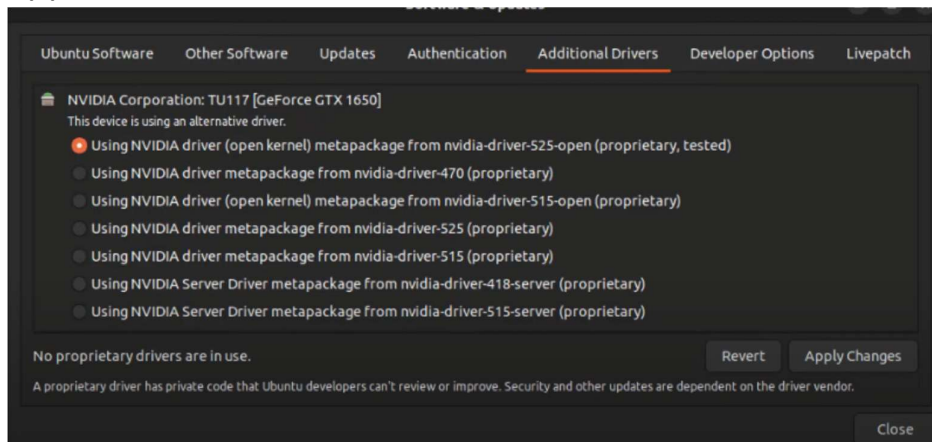 Ubuntu Software Other Software Updates Authentication Additional Drivers Developer Options Livepatch
NVIDIA Corporation: TU117 [GeForce GTX 1650]
This device is using an alternative driver.
Using NVIDIA driver (open kernel) metapackage from nvidia-driver-525-open (proprietary, tested)
Using NVIDIA driver metapackage from nvidia-driver-470 (proprietary)
Using NVIDIA driver (open kernel) metapackage from nvidia-driver-515-open (proprietary)
Using NVIDIA driver metapackage from nvidia-driver-525 (proprietary)
Using NVIDIA driver metapackage from nvidia-driver-515 (proprietary)
Using NVIDIA Server Driver metapackage from nvidia-driver-418-server (proprietary)
Using NVIDIA Server Driver metapackage from nvidia-driver-515-server (proprietary)
No proprietary drivers are in use. Revert Apply Changes
A proprietary driver has private code that Ubuntu developers can't review or improve. Security and other updates are dependent on the driver vendor.
Close